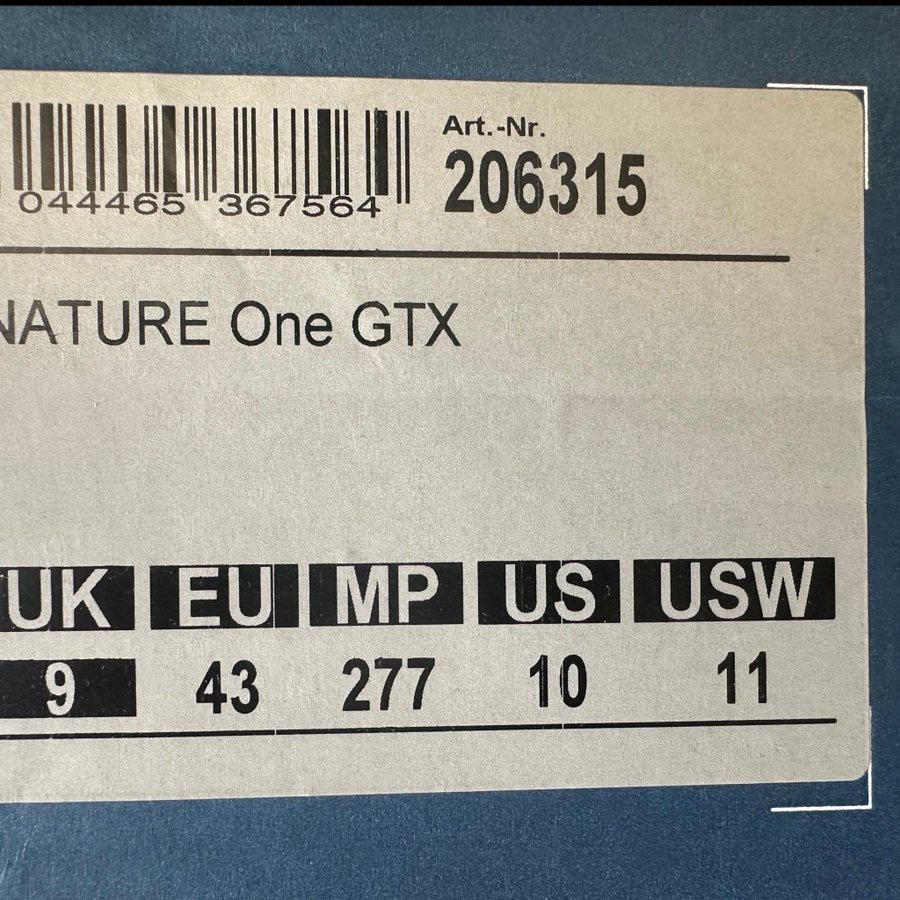 Art.-Nr.
206315
044465 367564
NATURE One GTX
UK EU MP US USW
9 43 277 10 11